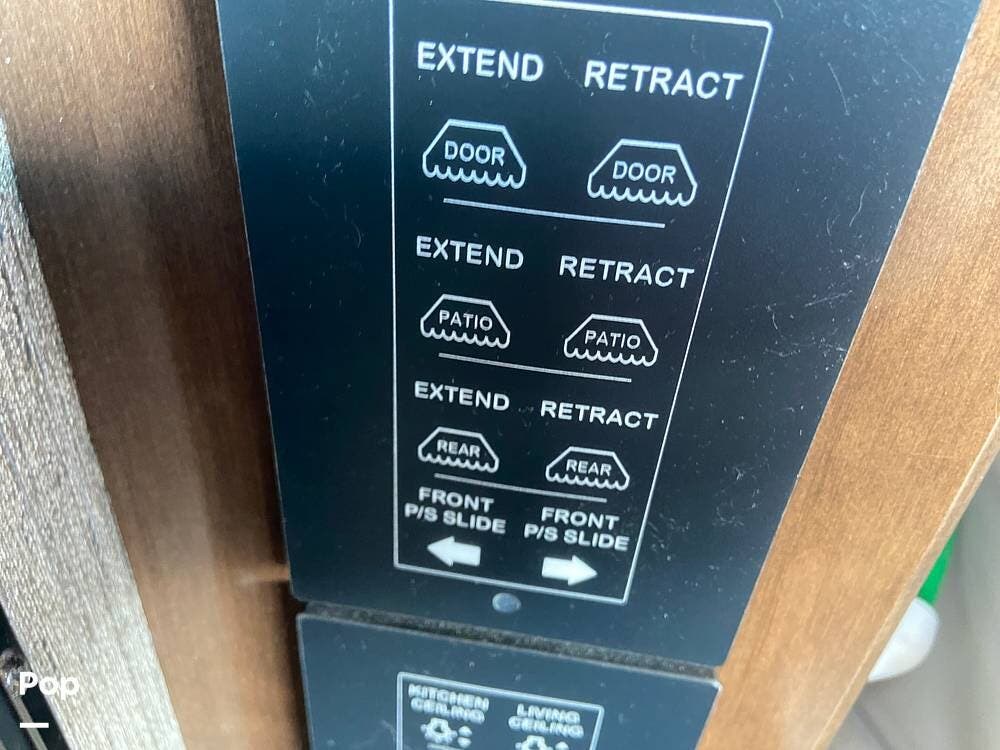 EXTEND RETRACT
DOOR DOOR
EXTEND RETRACT
PATIO PATIO
EXTEND RETRACT
REAR REAR
FRONT FRONT
P/S SLIDE P/S SLIDE
KITCHEN LIVING
CEILING CEILING
Pop